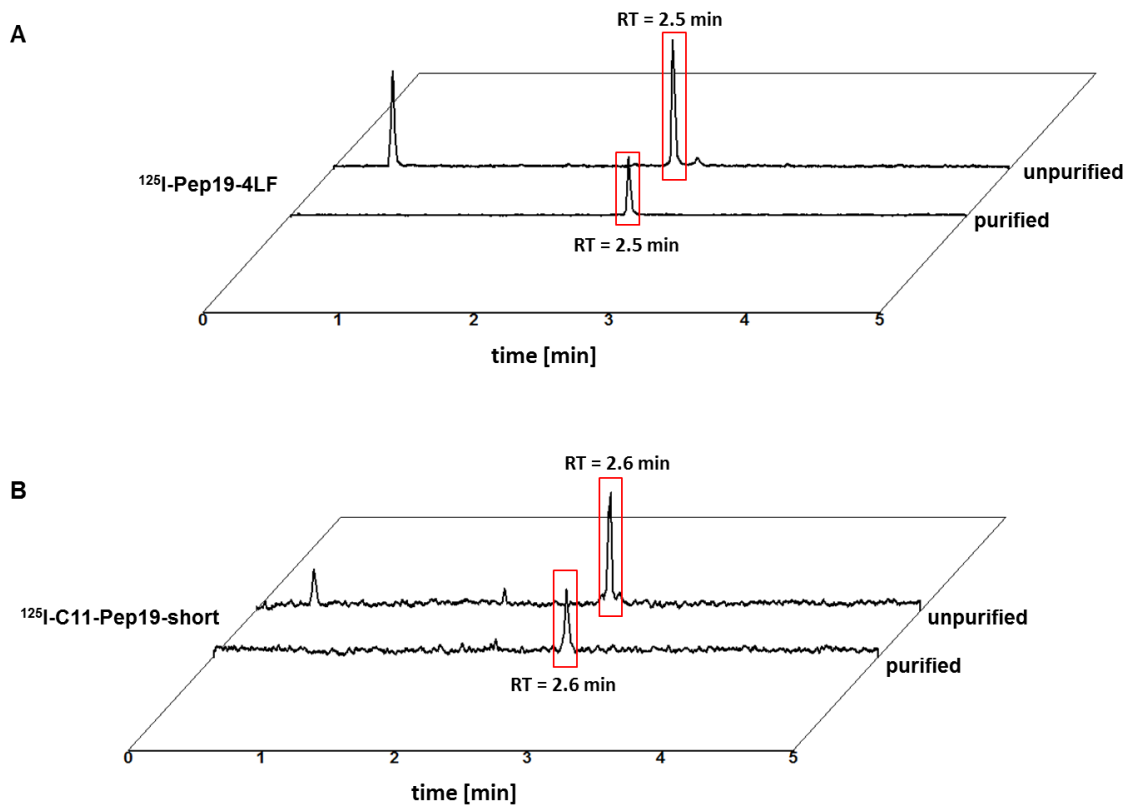 A
RT = 2.5 min
¹²⁵I-Pep19-4LF
unpurified
purified
RT = 2.5 min
0 1 2 3 4 5
time [min]
B
RT = 2.6 min
¹²⁵I-C11-Pep19-short
unpurified
purified
RT = 2.6 min
0 1 2 3 4 5
time [min]